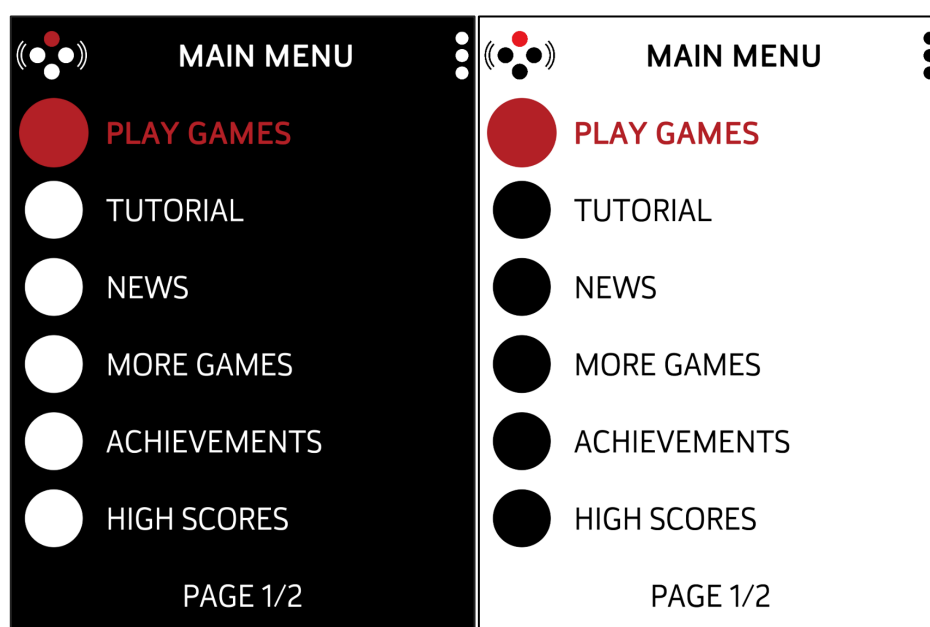 MAIN MENU
PLAY GAMES
TUTORIAL
NEWS
MORE GAMES
ACHIEVEMENTS
HIGH SCORES
PAGE 1/2
MAIN MENU
PLAY GAMES
TUTORIAL
NEWS
MORE GAMES
ACHIEVEMENTS
HIGH SCORES
PAGE 1/2